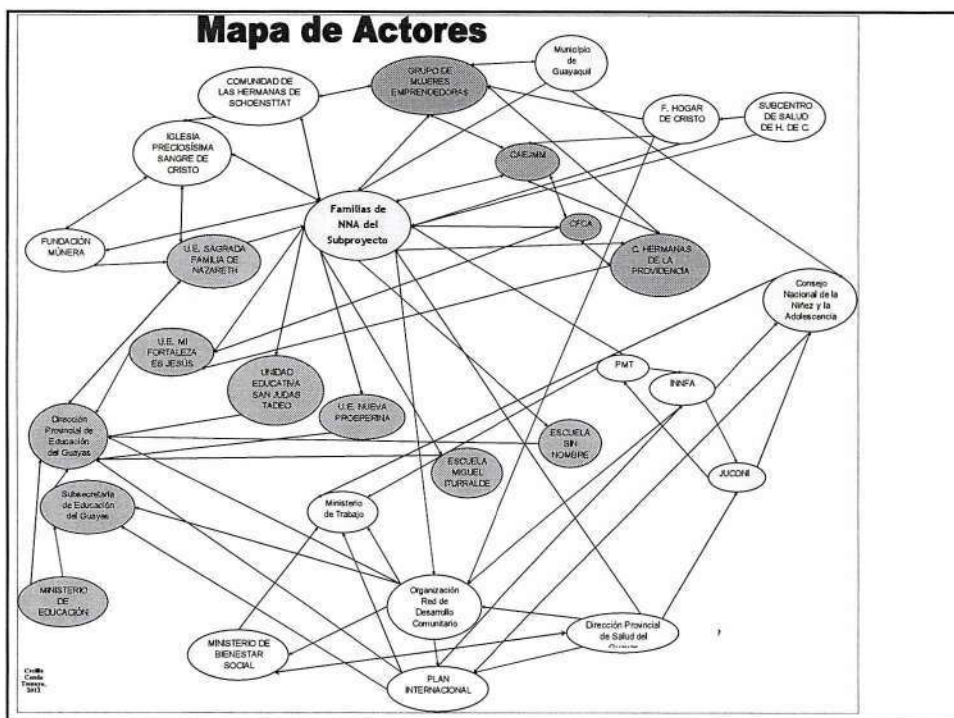 Mapa de Actores
Municipio
de
Guayaquil
GRUPO DE
MUJERES
EMPRENDEDORAS
COMUNIDAD DE
LAS HERMANAS DE
SCHOENSTTAT
F. HOGAR
DE CRISTO
SUBCENTRO
DE SALUD
DE H. DE C.
IGLESIA
PRECIOSÍSIMA
SANGRE DE
CRISTO
CAEJMM
Familias de
NNA del
Subproyecto
CFCA
FUNDACIÓN
MÚNERA
U.E. SAGRADA
FAMILIA DE
NAZARETH
C. HERMANAS
DE LA
PROVIDENCIA
Consejo
Nacional de la
Niñez y la
Adolescencia
U.E. MI
FORTALEZA
ES JESÚS
UNIDAD
EDUCATIVA
SAN JUDAS
TADEO
PMT
INNFA
U.E. NUEVA
PROSPERINA
Dirección
Provincial de
Educación
del Guayas
ESCUELA
SIN
NOMBRE
ESCUELA
MIGUEL
ITURRALDE
JUCONI
Subsecretaría
de Educación
del Guayas
Ministerio
de Trabajo
MINISTERIO
DE
EDUCACIÓN
Organización
Red de
Desarrollo
Comunitario
Dirección Provincial
de Salud del
MINISTERIO DE
BIENESTAR
SOCIAL
PLAN
INTERNACIONAL
2012